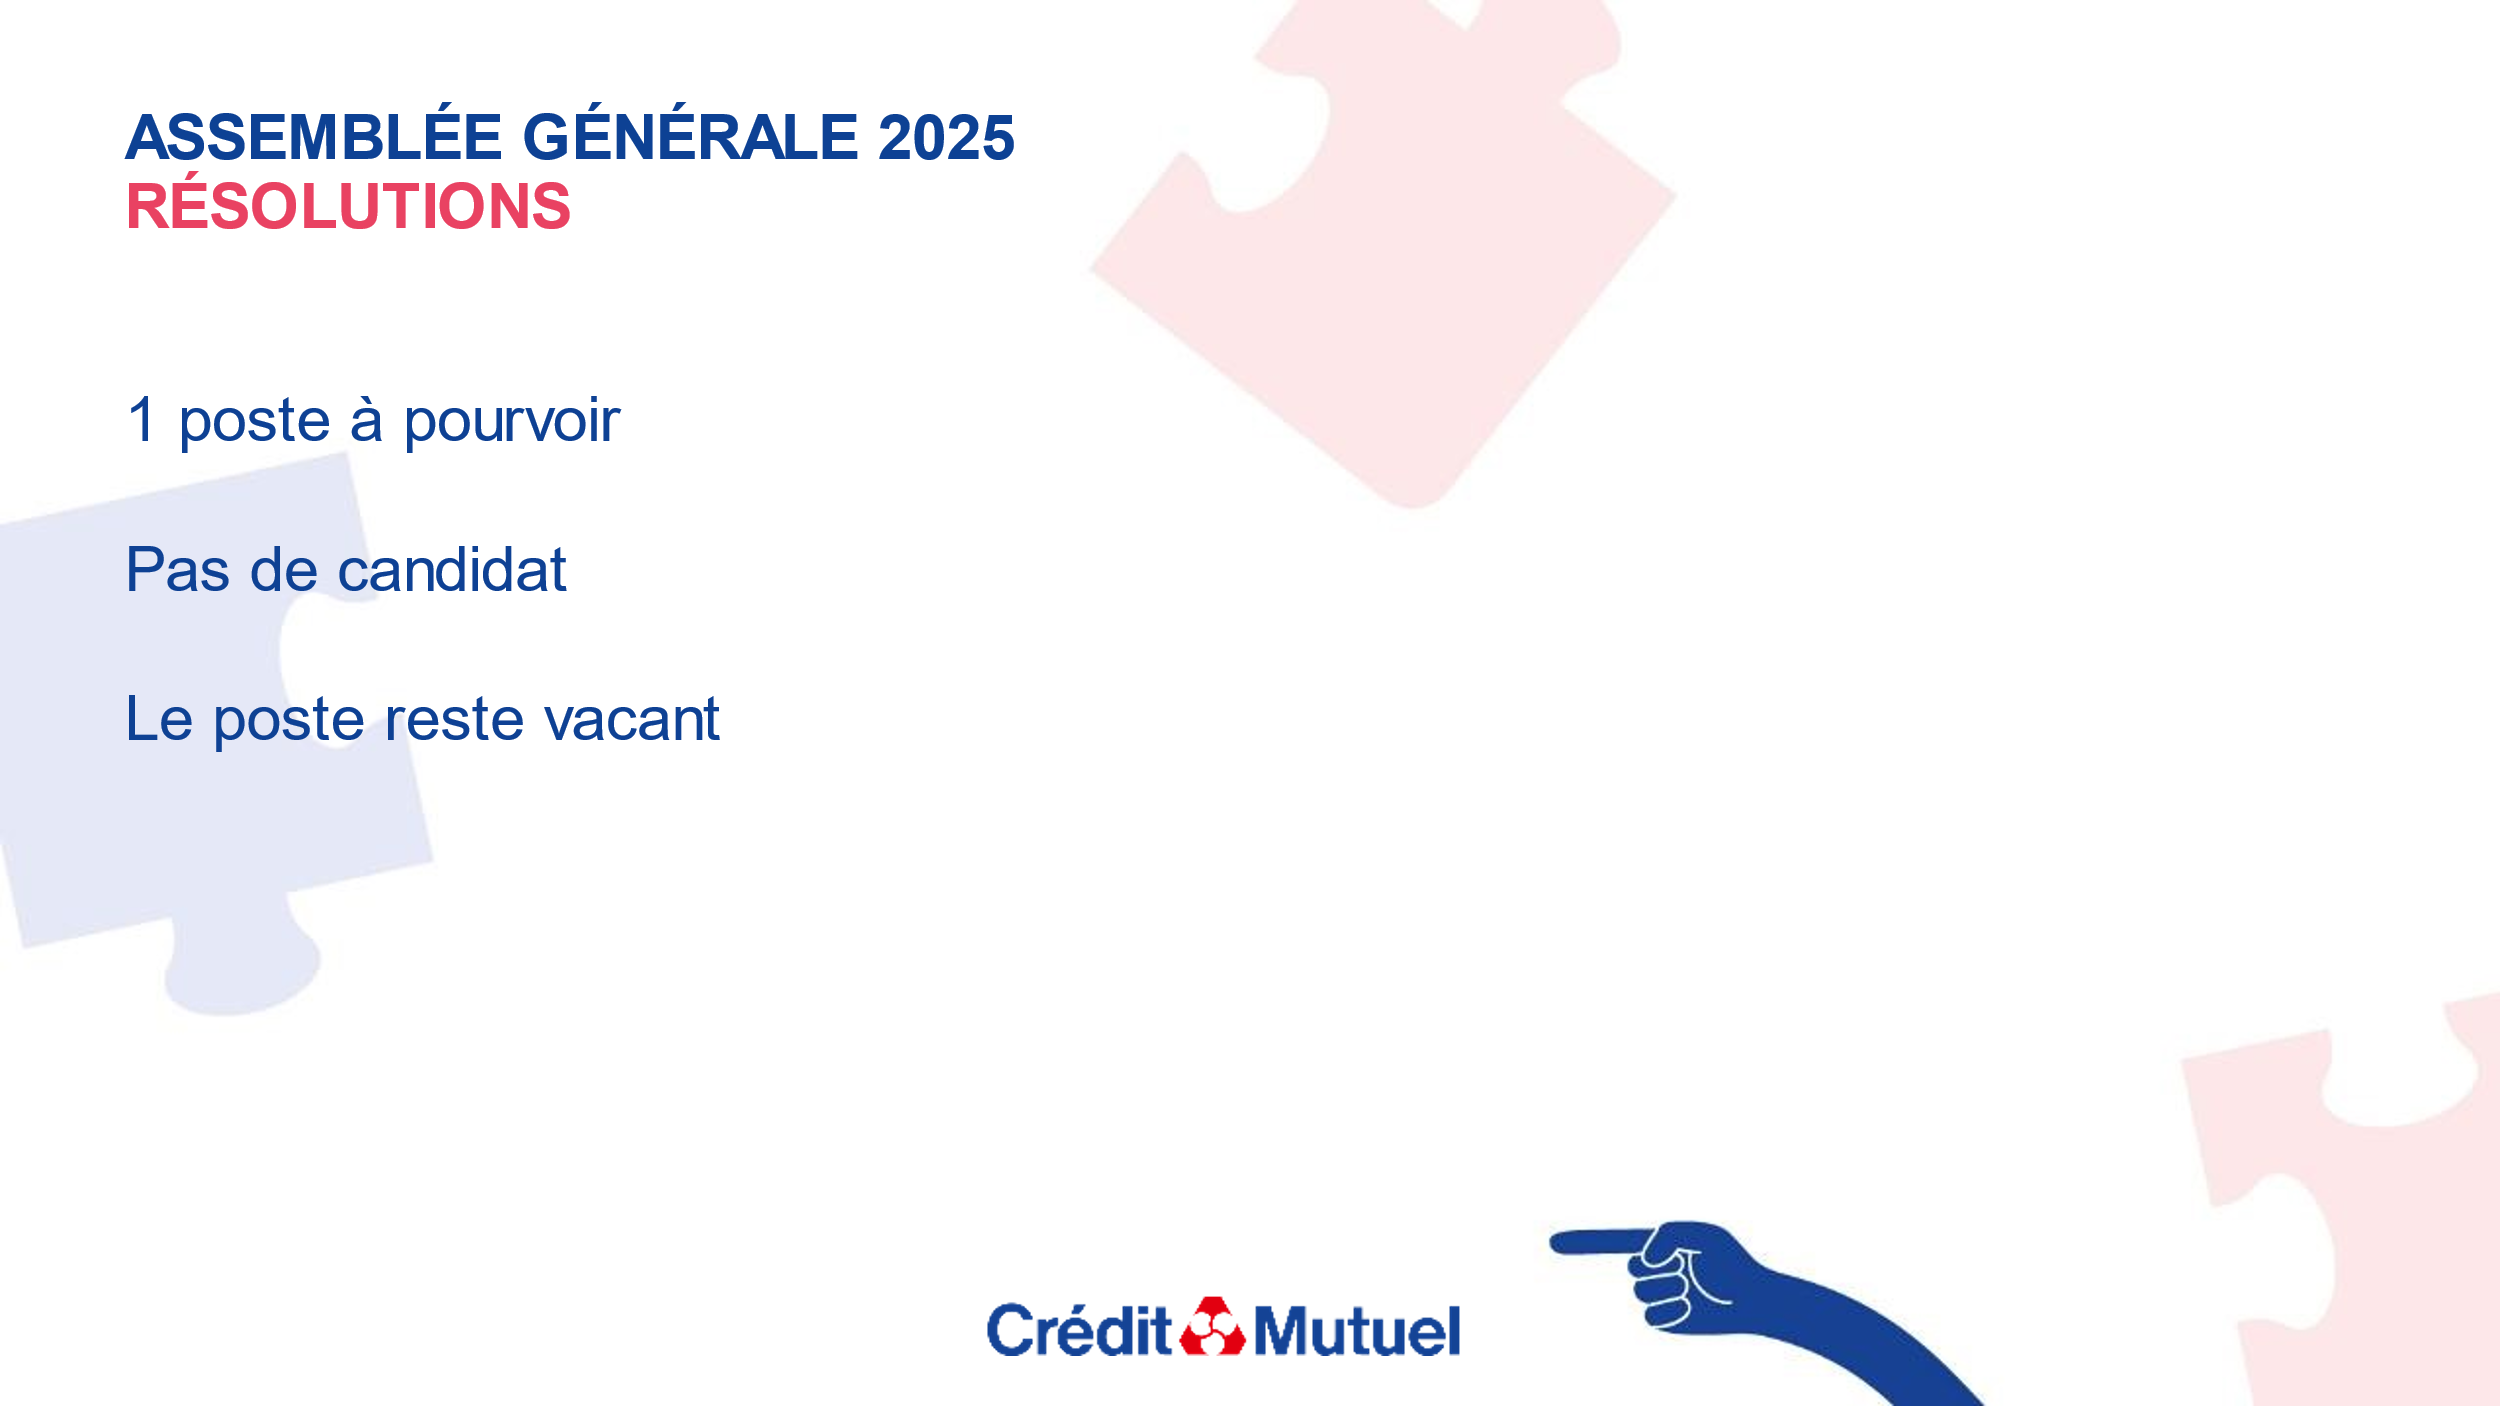 ASSEMBLÉE GÉNÉRALE 2025
RÉSOLUTIONS
1 poste à pourvoir
Pas de candidat
Le poste reste vacant
Crédit Mutuel